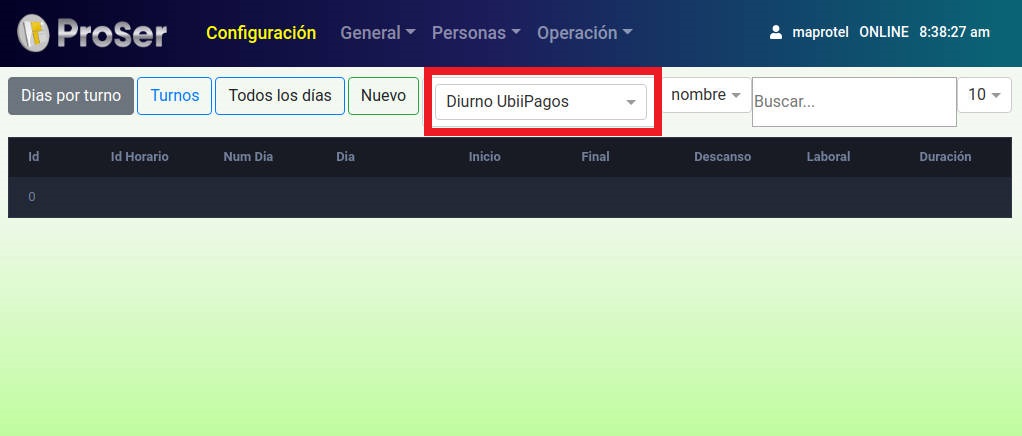 ProSer Configuración General Personas Operación maprotel ONLINE 8:38:27 am
Dias por turno Turnos Todos los días Nuevo Diurno UbiiPagos nombre Buscar... 10
Id Id Horario Num Día Dia Inicio Final Descanso Laboral Duración
0